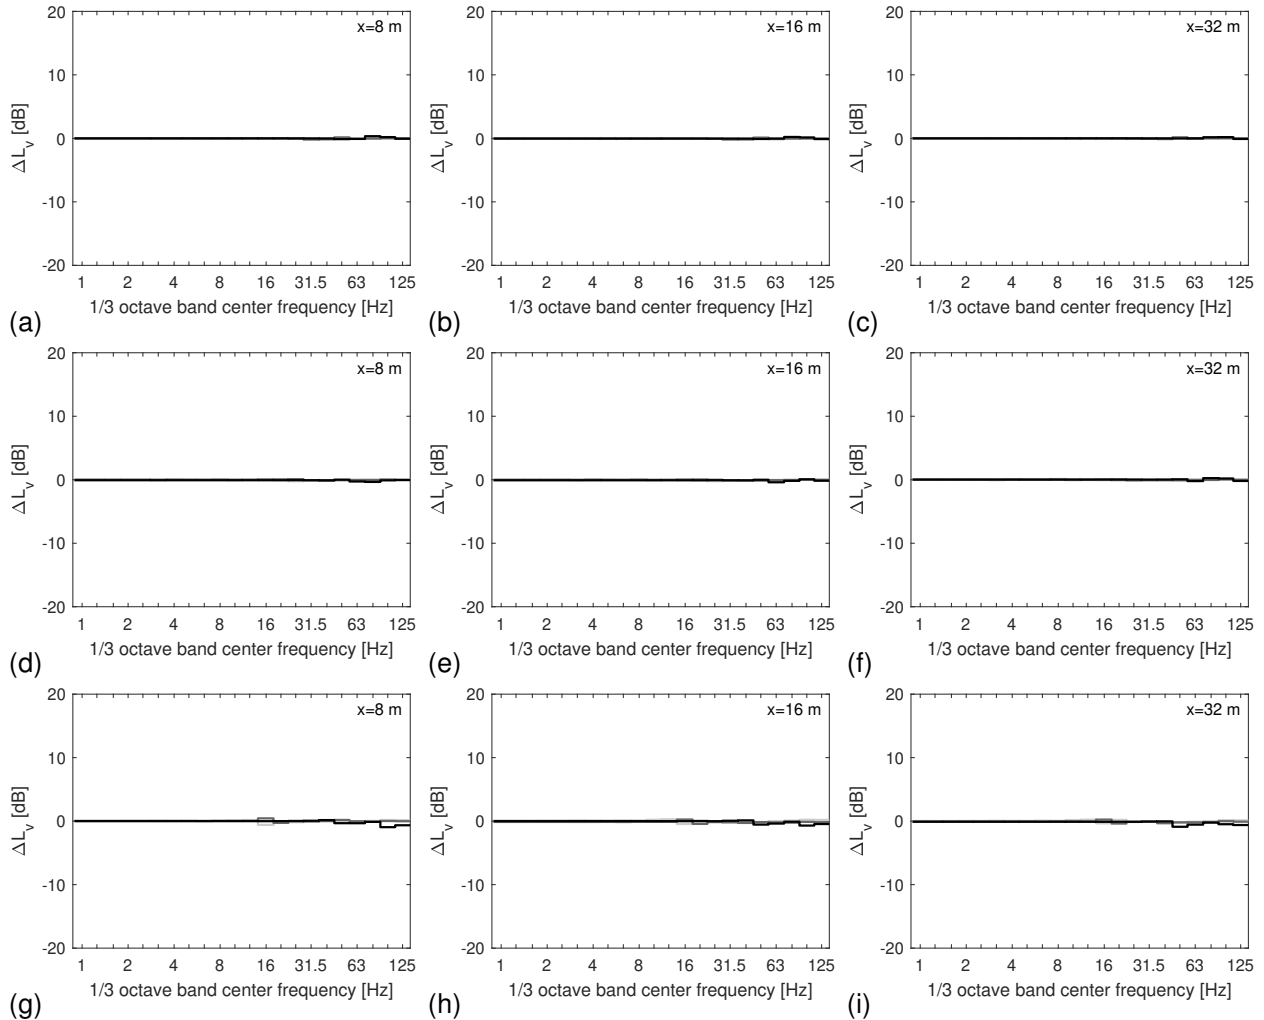 20
x=8 m
10
0
-10
-20
ΔLv [dB]
1 2 4 8 16 31.5 63 125
1/3 octave band center frequency [Hz]
(a)
20
x=16 m
10
0
-10
-20
ΔLv [dB]
1 2 4 8 16 31.5 63 125
1/3 octave band center frequency [Hz]
(b)
20
x=32 m
10
0
-10
-20
ΔLv [dB]
1 2 4 8 16 31.5 63 125
1/3 octave band center frequency [Hz]
(c)
20
x=8 m
10
0
-10
-20
ΔLv [dB]
1 2 4 8 16 31.5 63 125
1/3 octave band center frequency [Hz]
(d)
20
x=16 m
10
0
-10
-20
ΔLv [dB]
1 2 4 8 16 31.5 63 125
1/3 octave band center frequency [Hz]
(e)
20
x=32 m
10
0
-10
-20
ΔLv [dB]
1 2 4 8 16 31.5 63 125
1/3 octave band center frequency [Hz]
(f)
20
x=8 m
10
0
-10
-20
ΔLv [dB]
1 2 4 8 16 31.5 63 125
1/3 octave band center frequency [Hz]
(g)
20
x=16 m
10
0
-10
-20
ΔLv [dB]
1 2 4 8 16 31.5 63 125
1/3 octave band center frequency [Hz]
(h)
20
x=32 m
10
0
-10
-20
ΔLv [dB]
1 2 4 8 16 31.5 63 125
1/3 octave band center frequency [Hz]
(i)